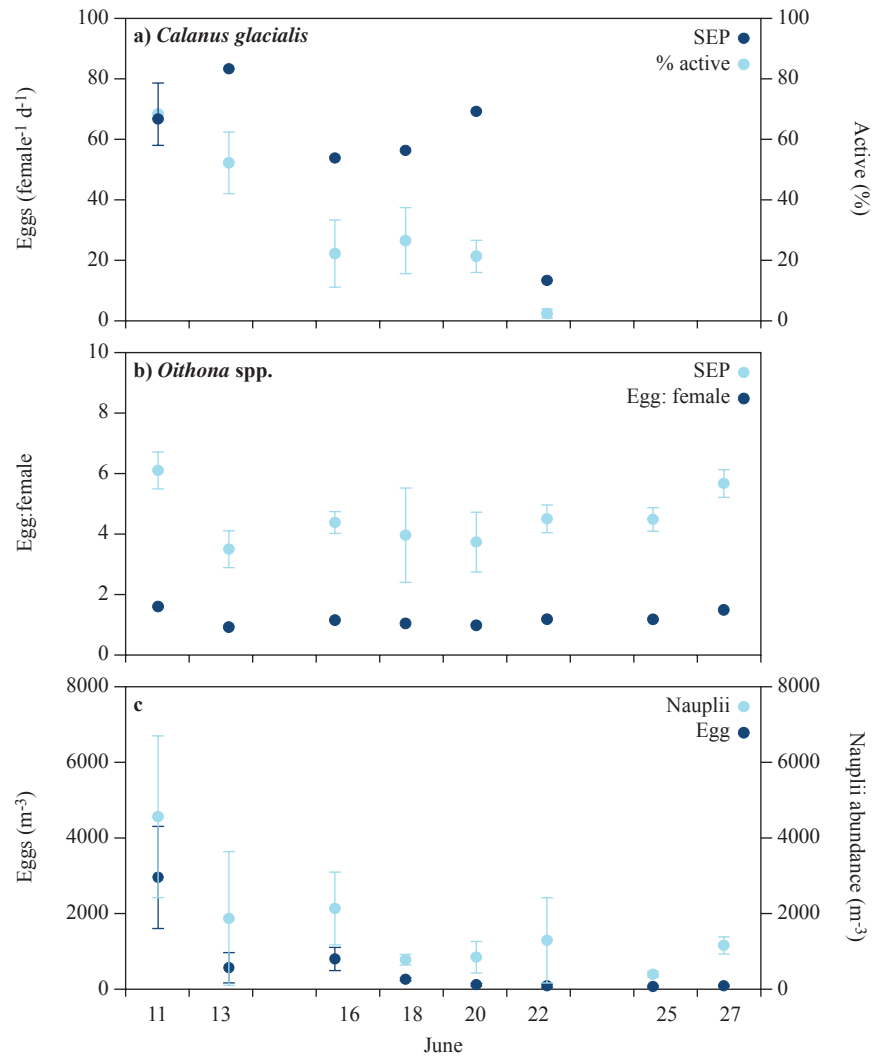 a) Calanus glacialis
SEP
% active
100
80
60
40
20
0
Eggs (female⁻¹ d⁻¹)
100
80
60
40
20
0
Active (%)
b) Oithona spp.
SEP
Egg: female
10
8
6
4
2
0
Egg:female
c
Nauplii
Egg
8000
6000
4000
2000
0
Eggs (m⁻³)
8000
6000
4000
2000
0
Nauplii abundance
(m⁻³)
11 13 16 18 20 22 25 27
June